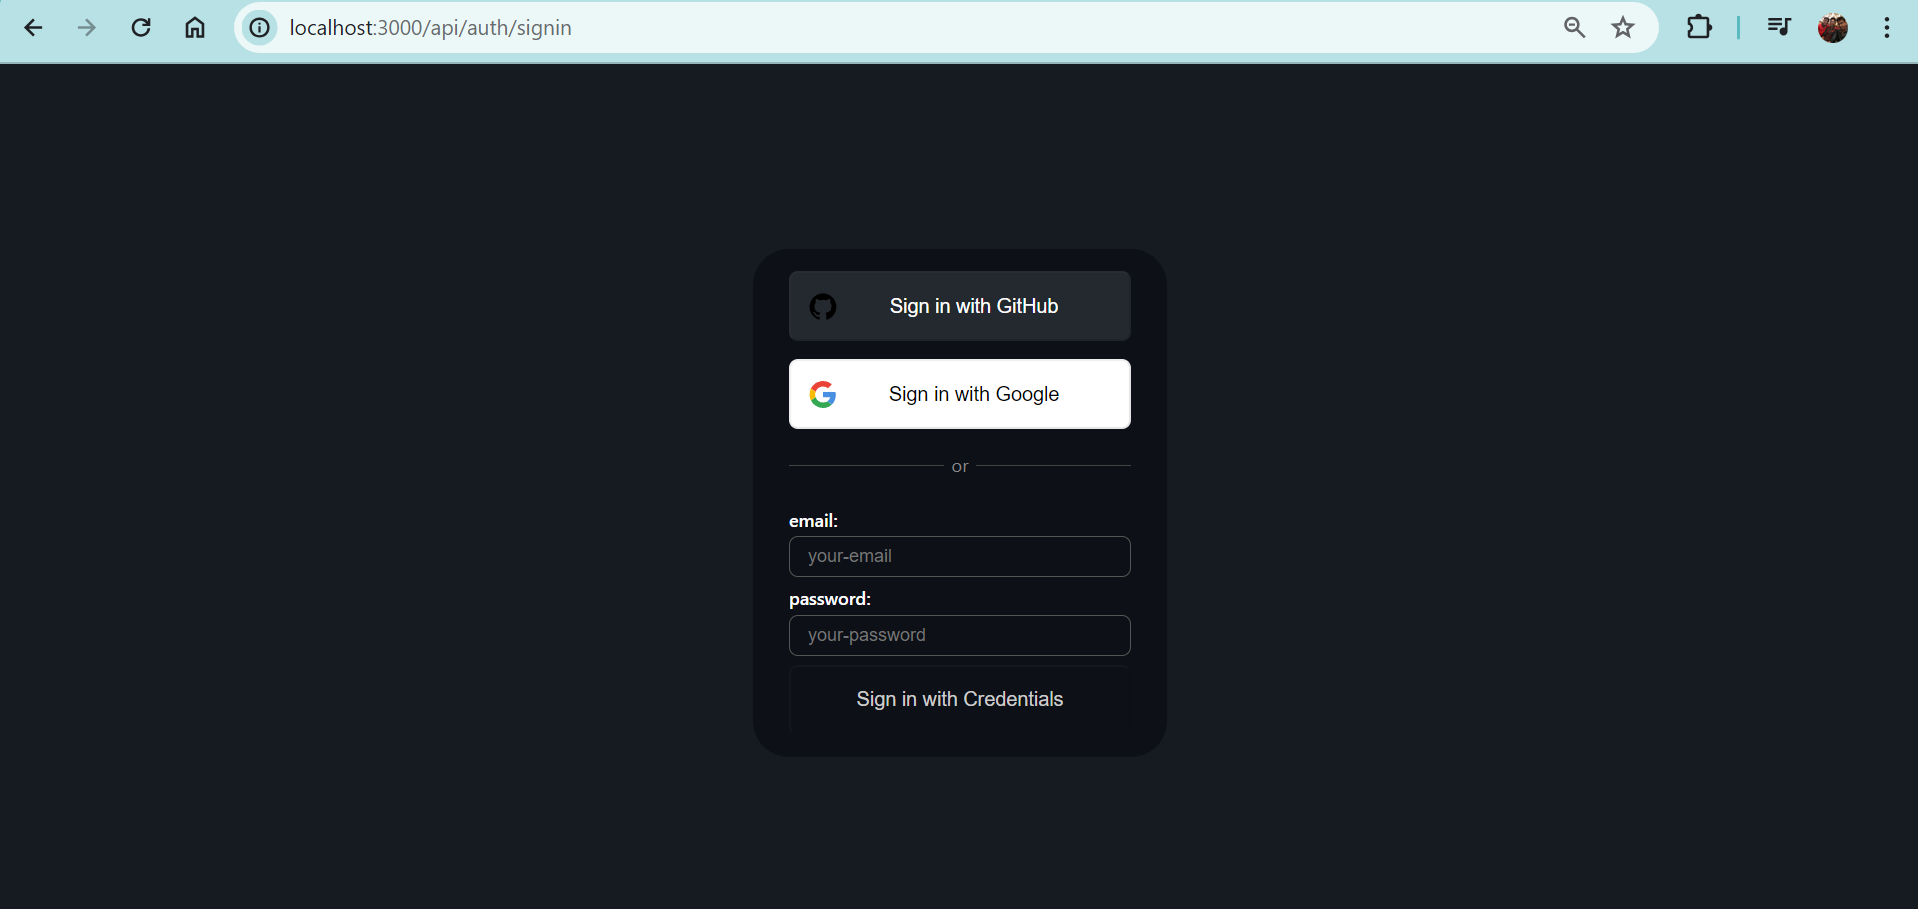 localhost:3000/api/auth/signin
Sign in with GitHub
Sign in with Google
or
email:
your-email
password:
your-password
Sign in with Credentials